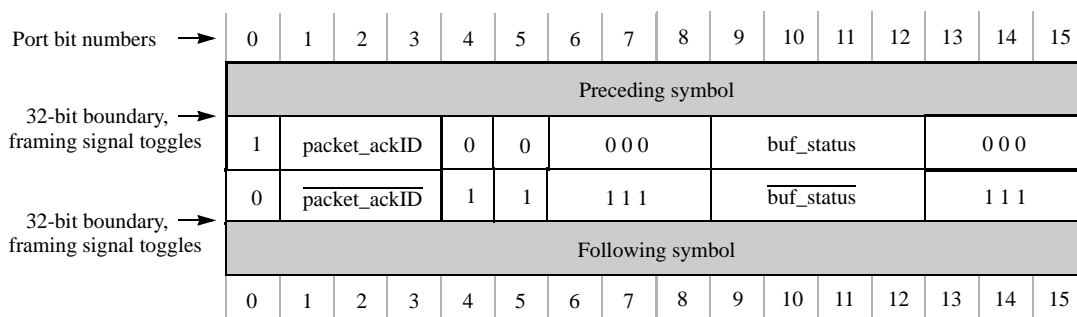 Port bit numbers 0 1 2 3 4 5 6 7 8 9 10 11 12 13 14 15
Preceding symbol
32-bit boundary,
framing signal toggles
1 packet_ackID 0 0 0 0 0 buf_status 0 0 0
0 packet_ackID 1 1 1 1 1 buf_status 1 1 1
32-bit boundary,
framing signal toggles
Following symbol
0 1 2 3 4 5 6 7 8 9 10 11 12 13 14 15